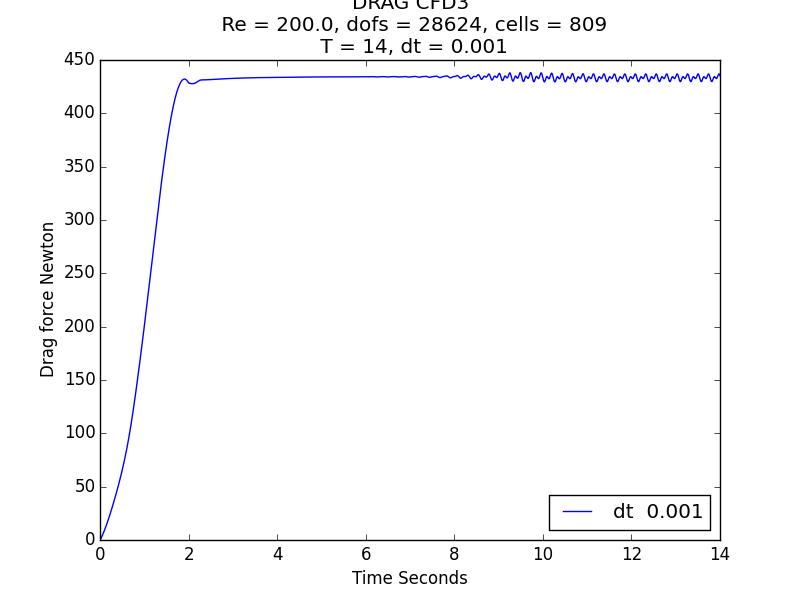 DRAG CFD3
Re = 200.0, dofs = 28624, cells = 809
T = 14, dt = 0.001
450
400
350
300
250
200
150
100
50
0
Drag force Newton
dt 0.001
0 2 4 6 8 10 12 14
Time Seconds